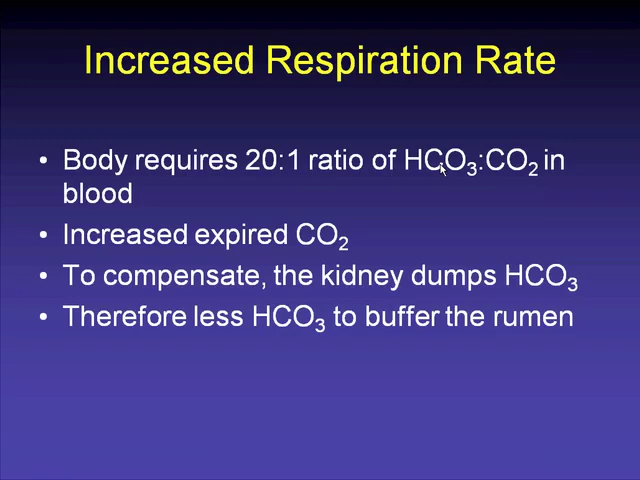 Increased Respiration Rate
• Body requires 20:1 ratio of HCO₃:CO₂ in
blood
• Increased expired CO₂
• To compensate, the kidney dumps HCO₃
• Therefore less HCO₃ to buffer the rumen